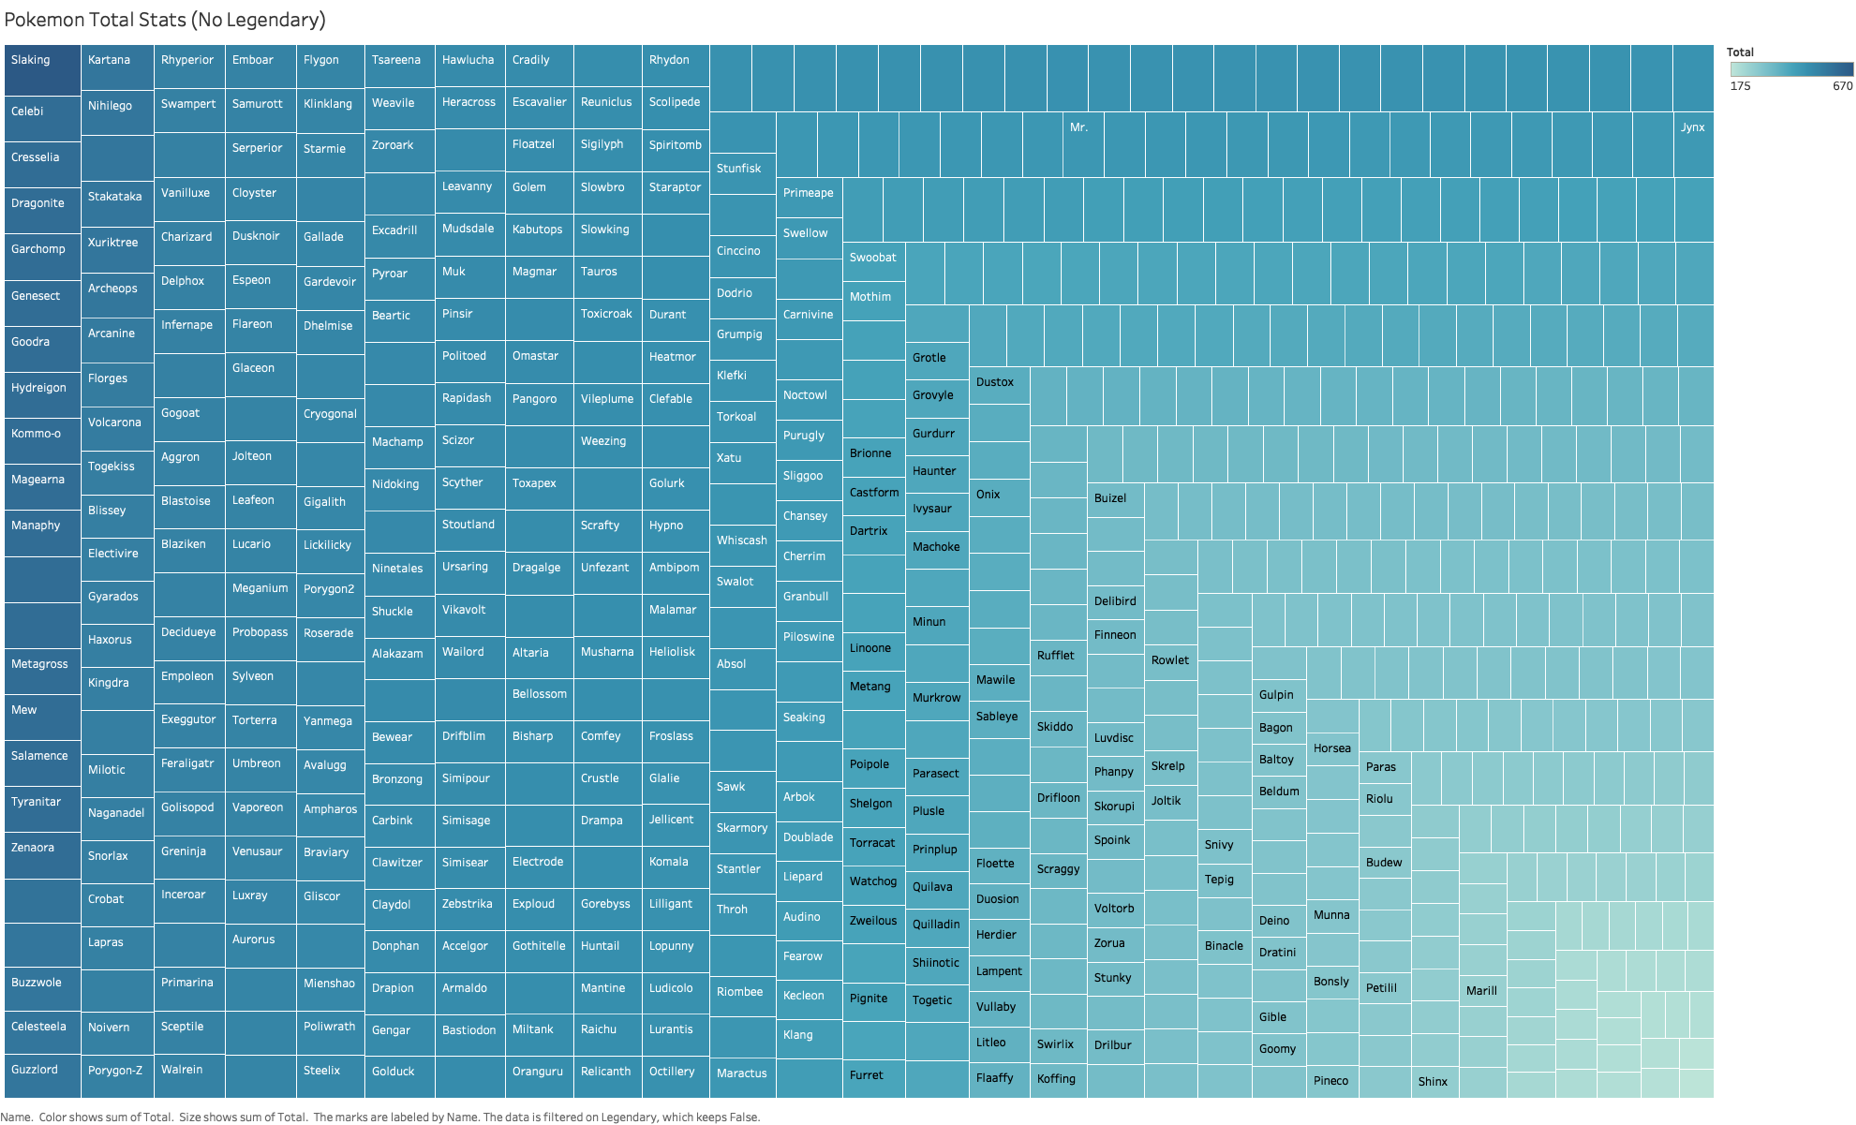 Pokemon Total Stats (No Legendary)
Total
175 670
Slaking
Celebi
Cresselia
Dragonite
Garchomp
Genesect
Goodra
Hydreigon
Kommo-o
Magearna
Manaphy
Metagross
Mew
Salamence
Tyranitar
Zenaora
Buzzwole
Celesteela
Guzzlord
Kartana
Nihilego
Stakataka
Xuriktree
Archeops
Arcanine
Florges
Volcarona
Togekiss
Blissey
Electivire
Gyarados
Haxorus
Kingdra
Milotic
Naganadel
Snorlax
Crobat
Lapras
Noivern
Porygon-Z
Rhyperior
Swampert
Vanilluxe
Charizard
Delphox
Infernape
Gogoat
Aggron
Blastoise
Blaziken
Decidueye
Empoleon
Exeggutor
Feraligatr
Golisopod
Greninja
Inceroar
Primarina
Sceptile
Walrein
Emboar
Samurott
Serperior
Cloyster
Dusknoir
Espeon
Flareon
Glaceon
Jolteon
Leafeon
Lucario
Meganium
Probopass
Sylveon
Torterra
Umbreon
Vaporeon
Venusaur
Luxray
Aurorus
Flygon
Klinklang
Starmie
Gallade
Gardevoir
Dhelmise
Cryogonal
Gigalith
Lickilicky
Porygon2
Roserade
Yanmega
Avalugg
Ampharos
Braviary
Gliscor
Mienshao
Poliwrath
Steelix
Tsareena
Weavile
Zoroark
Excadrill
Pyroar
Beartic
Machamp
Nidoking
Ninetales
Shuckle
Alakazam
Bewear
Bronzong
Carbink
Clawitzer
Claydol
Donphan
Drapion
Gengar
Golduck
Hawlucha
Heracross
Leavanny
Mudsdale
Muk
Pinsir
Politoed
Rapidash
Scizor
Scyther
Stoutland
Ursaring
Vikavolt
Wailord
Drifblim
Simipour
Simisage
Simisear
Zebstrika
Accelgor
Armaldo
Bastiodon
Cradily
Escavalier
Floatzel
Golem
Kabutops
Magmar
Omastar
Pangoro
Toxapex
Dragalge
Altaria
Bellossom
Bisharp
Electrode
Exploud
Gothitelle
Miltank
Oranguru
Reuniclus
Sigilyph
Slowbro
Slowking
Tauros
Toxicroak
Vileplume
Weezing
Scrafty
Unfezant
Musharna
Comfey
Crustle
Drampa
Gorebyss
Huntail
Mantine
Raichu
Relicanth
Rhydon
Scolipede
Spiritomb
Staraptor
Durant
Heatmor
Clefable
Golurk
Hypno
Ambipom
Malamar
Heliolisk
Froslass
Glalie
Jellicent
Komala
Lilligant
Lopunny
Ludicolo
Lurantis
Octillery
Stunfisk
Cinccino
Dodrio
Grumpig
Klefki
Torkoal
Xatu
Whiscash
Swalot
Absol
Sawk
Skarmory
Stantler
Throh
Riombee
Maractus
Mr.
Jynx
Primeape
Swellow
Carnivine
Noctowl
Purugly
Sliggoo
Chansey
Cherrim
Granbull
Piloswine
Seaking
Arbok
Doublade
Liepard
Audino
Fearow
Kecleon
Klang
Swoobat
Mothim
Brionne
Castform
Dartrix
Linoone
Metang
Poipole
Shelgon
Torracat
Watchog
Zweilous
Pignite
Furret
Grotle
Grovyle
Gurdurr
Haunter
Ivysaur
Machoke
Minun
Murkrow
Parasect
Plusle
Prinplup
Quilava
Quilladin
Shiinotic
Togetic
Dustox
Onix
Mawile
Sableye
Floette
Duosion
Herdier
Lampent
Vullaby
Litleo
Flaaffy
Rufflet
Skiddo
Drifloon
Scraggy
Swirlix
Koffing
Buizel
Delibird
Finneon
Luvdisc
Phanpy
Skorupi
Spoink
Voltorb
Zorua
Stunky
Drilbur
Rowlet
Skrelp
Joltik
Snivy
Tepig
Binacle
Gulpin
Bagon
Baltoy
Beldum
Deino
Dratini
Gible
Goomy
Horsea
Munna
Bonsly
Pineco
Paras
Riolu
Budew
Petilil
Shinx
Marill
Name. Color shows sum of Total. Size shows sum of Total. The marks are labeled by Name. The data is filtered on Legendary, which keeps False.